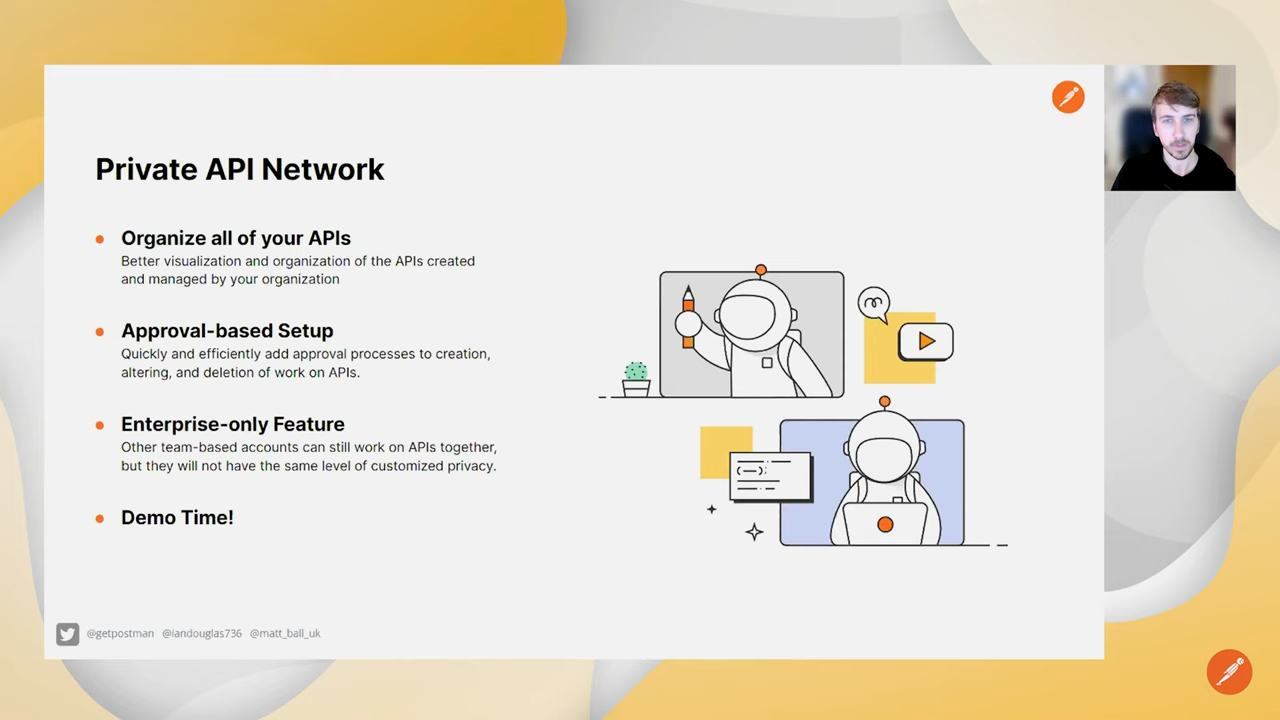 Private API Network
Organize all of your APIs
Better visualization and organization of the APIs created
and managed by your organization
Approval-based Setup
Quickly and efficiently add approval processes to creation,
altering, and deletion of work on APIs.
Enterprise-only Feature
Other team-based accounts can still work on APIs together,
but they will not have the same level of customized privacy.
Demo Time!
@getpostman @iandouglas736 @matt_ball_uk